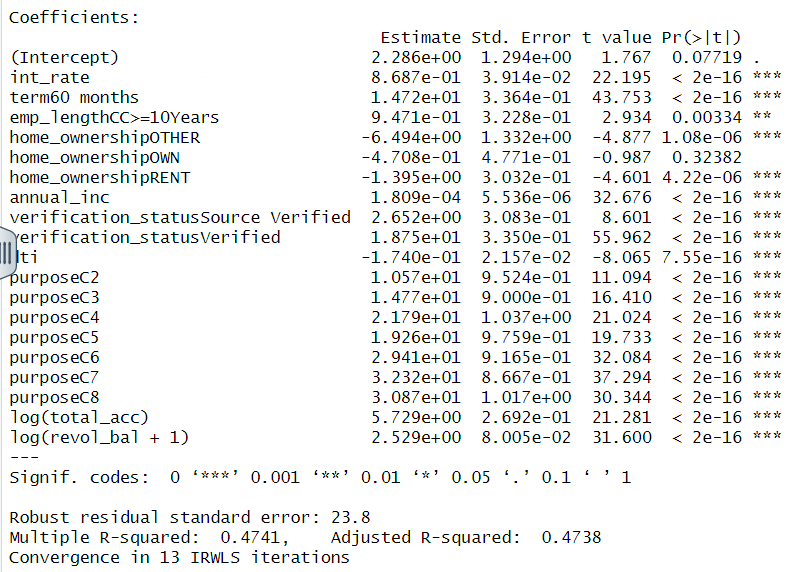 Coefficients:
Estimate Std. Error t value Pr(>|t|)
(Intercept) 2.286e+00 1.294e+00 1.767 0.07719 .
int_rate 8.687e-01 3.914e-02 22.195 < 2e-16 ***
term60 months 1.472e+01 3.364e-01 43.753 < 2e-16 ***
emp_lengthCC>=10Years 9.471e-01 3.228e-01 2.934 0.00334 **
home_ownershipOTHER -6.494e+00 1.332e+00 -4.877 1.08e-06 ***
home_ownershipOWN -4.708e-01 4.771e-01 -0.987 0.32382
home_ownershipRENT -1.395e+00 3.032e-01 -4.601 4.22e-06 ***
annual_inc 1.809e-04 5.536e-06 32.676 < 2e-16 ***
verification_statusSource Verified 2.652e+00 3.083e-01 8.601 < 2e-16 ***
verification_statusVerified 1.875e+01 3.350e-01 55.962 < 2e-16 ***
ti -1.740e-01 2.157e-02 -8.065 7.55e-16 ***
purposeC2 1.057e+01 9.524e-01 11.094 < 2e-16 ***
purposeC3 1.477e+01 9.000e-01 16.410 < 2e-16 ***
purposeC4 2.179e+01 1.037e+00 21.024 < 2e-16 ***
purposeC5 1.926e+01 9.759e-01 19.733 < 2e-16 ***
purposeC6 2.941e+01 9.165e-01 32.084 < 2e-16 ***
purposeC7 3.232e+01 8.667e-01 37.294 < 2e-16 ***
purposeC8 3.087e+01 1.017e+00 30.344 < 2e-16 ***
log(total_acc) 5.729e+00 2.692e-01 21.281 < 2e-16 ***
log(revol_bal + 1) 2.529e+00 8.005e-02 31.600 < 2e-16 ***
---
Signif. codes: 0 ‘***’ 0.001 ‘**’ 0.01 ‘*’ 0.05 ‘.’ 0.1 ‘ ’ 1
Robust residual standard error: 23.8
Multiple R-squared: 0.4741, Adjusted R-squared: 0.4738
Convergence in 13 IRWLS iterations